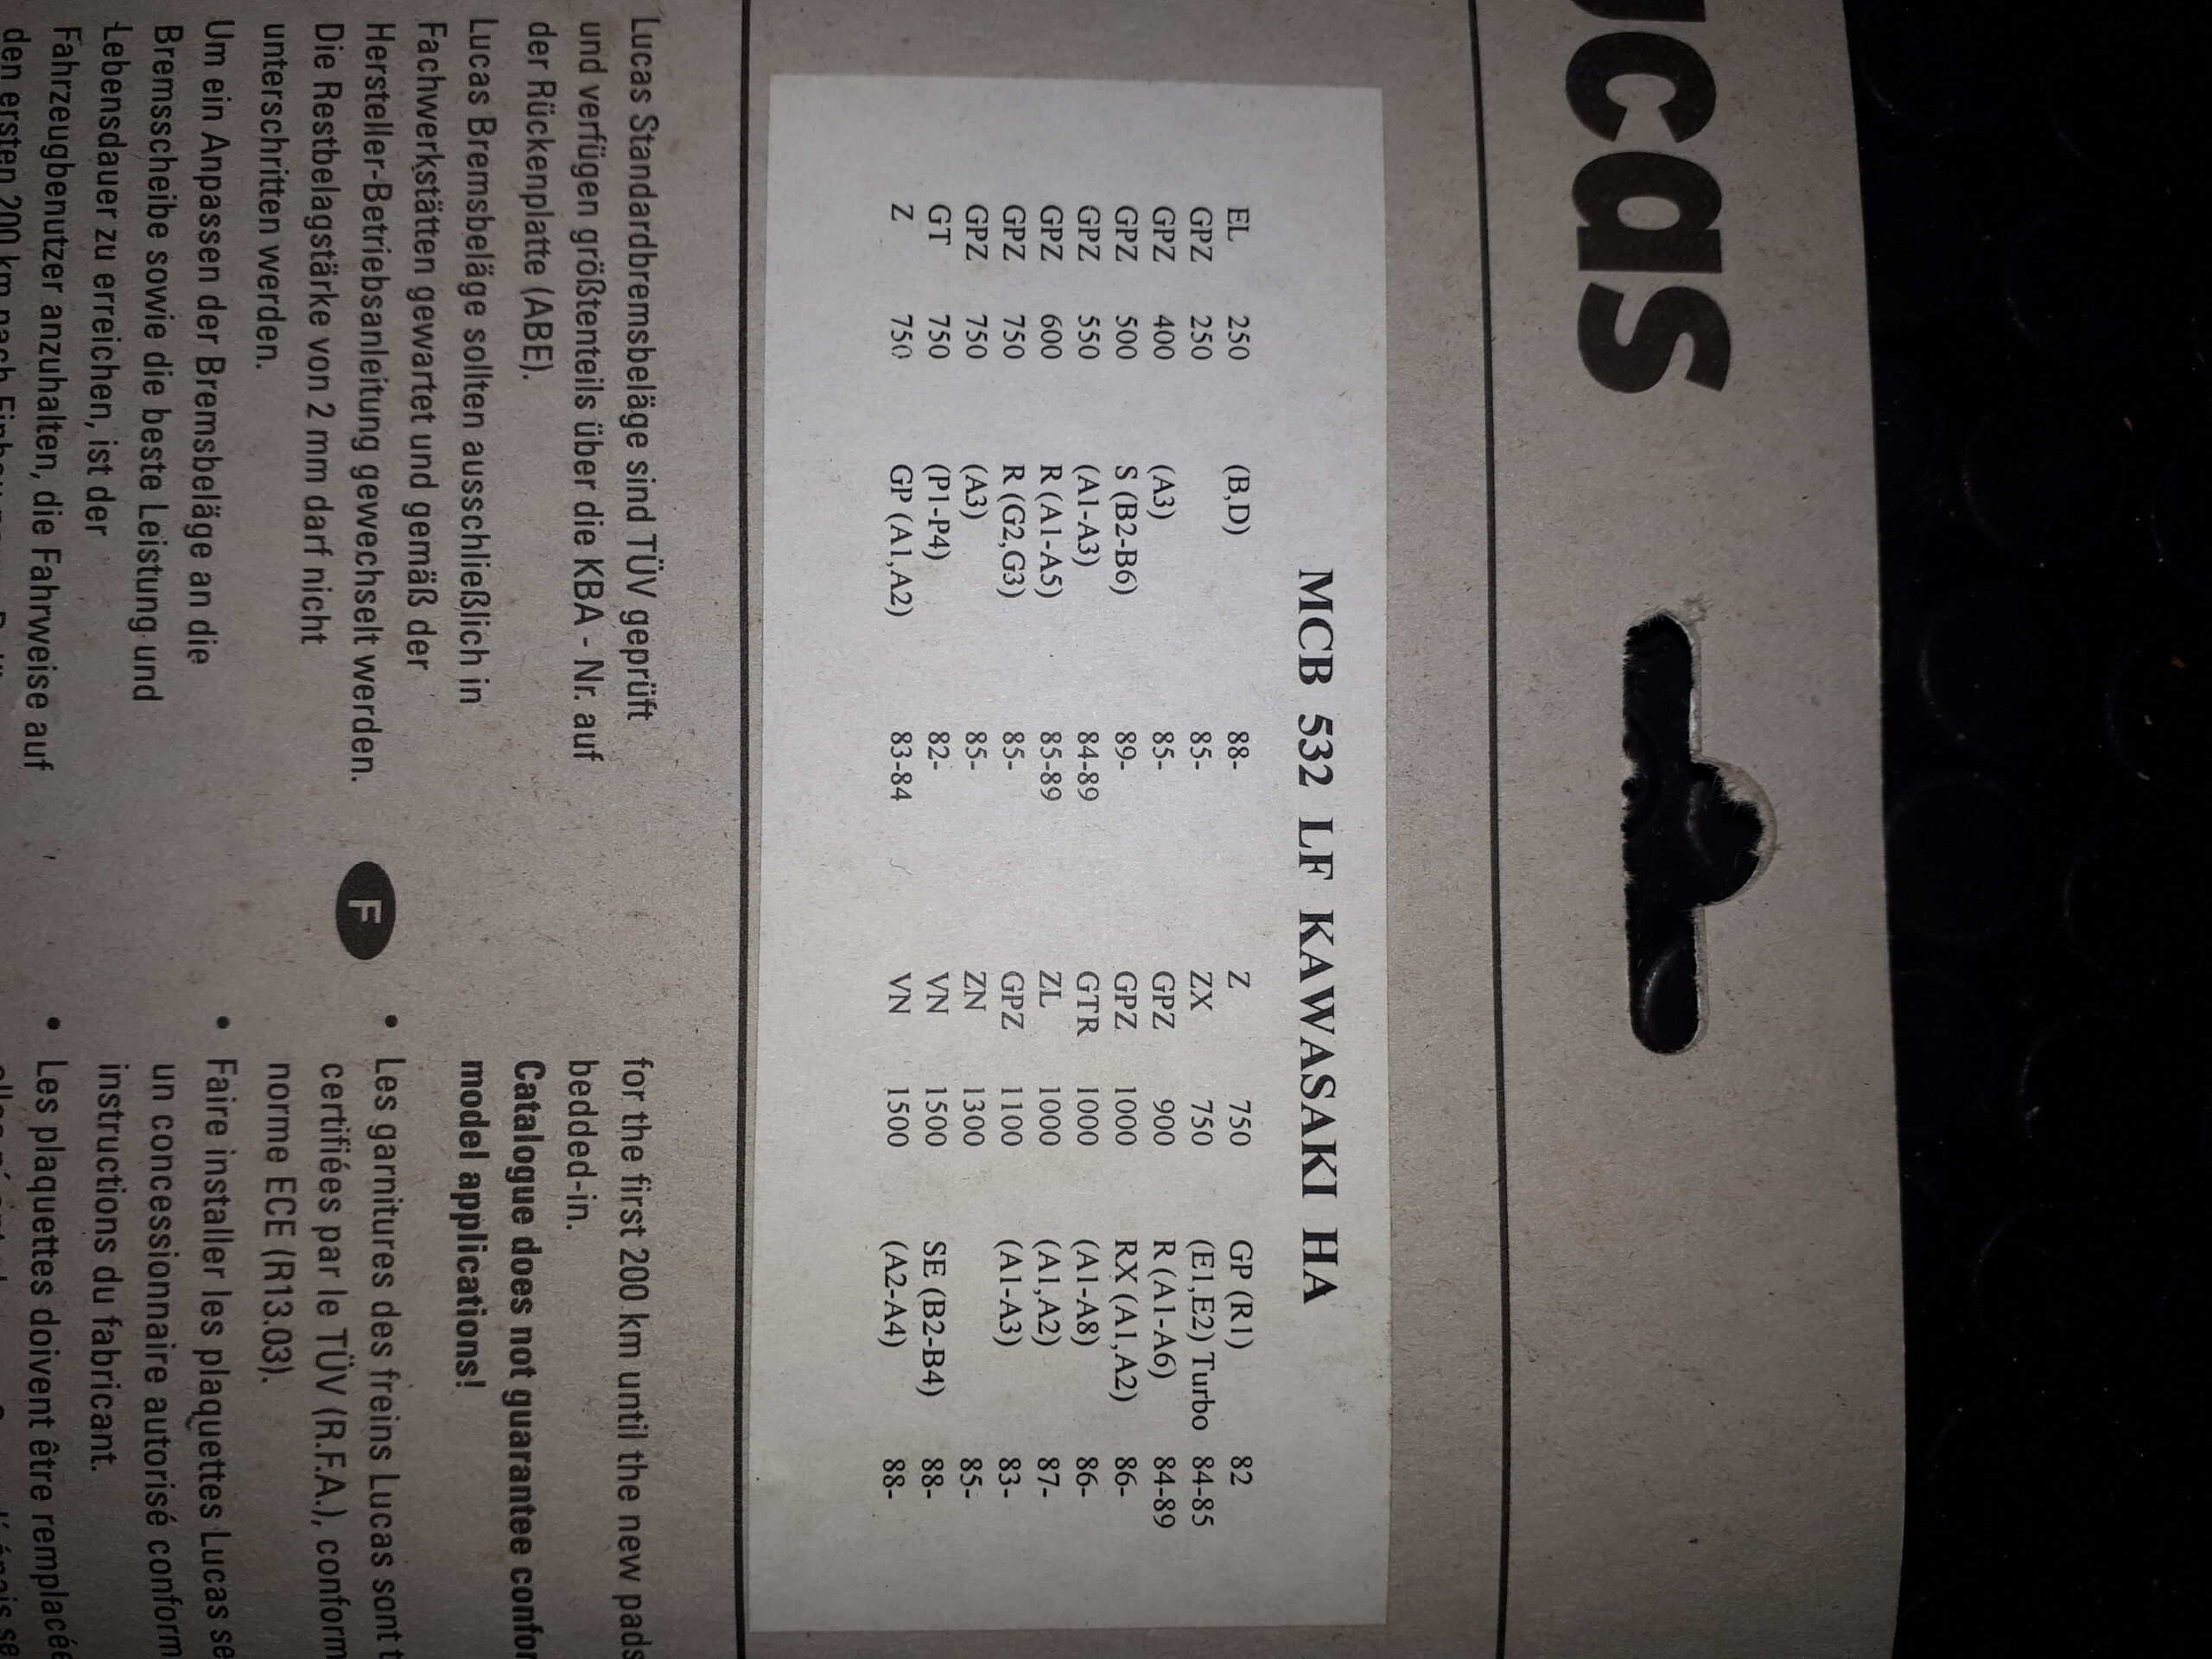 ucas
MCB 532 LF KAWASAKI HA
EL 250 (B,D) 88- Z 750 GP (R1) 82
GPZ 250 85- ZX 750 (E1,E2) Turbo 84-85
GPZ 400 (A3) 85- GPZ 900 R (A1-A6) 84-89
GPZ 500 S (B2-B6) 89- GPZ 1000 RX (A1,A2) 86-
GPZ 550 (A1-A3) 84-89 GTR 1000 (A1-A8) 86-
GPZ 600 R (A1-A5) 85-89 ZL 1000 (A1,A2) 87-
GPZ 750 R (G2,G3) 85- GPZ 1100 (A1-A3) 83-
GPZ 750 (A3) 85- ZN 1300 85-
GT 750 (P1-P4) 82- VN 1500 SE (B2-B4) 88-
Z 750 GP (A1,A2) 83-84 VN 1500 (A2-A4) 88-
Lucas Standardbremsbeläge sind TÜV geprüft
und verfügen größtenteils über die KBA - Nr. auf
der Rückenplatte (ABE).
Lucas Bremsbeläge sollten ausschließlich in
Fachwerkstätten gewartet und gemäß der
Hersteller-Betriebsanleitung gewechselt werden.
Die Restbelagstärke von 2 mm darf nicht
unterschritten werden.
Um ein Anpassen der Bremsbeläge an die
Bremsscheibe sowie die beste Leistung und
Lebensdauer zu erreichen, ist der
Fahrzeugbenutzer anzuhalten, die Fahrweise auf
den ersten 200 km nach
for the first 200 km until the new pads
bedded-in.
Catalogue does not guarantee confor
model applications!
F
• Les garnitures des freins Lucas sont t
certifiées par le TÜV (R.F.A.), conform
norme ECE (R13.03).
• Faire installer les plaquettes Lucas se
un concessionnaire autorisé conform
instructions du fabricant.
• Les plaquettes doivent être remplacée